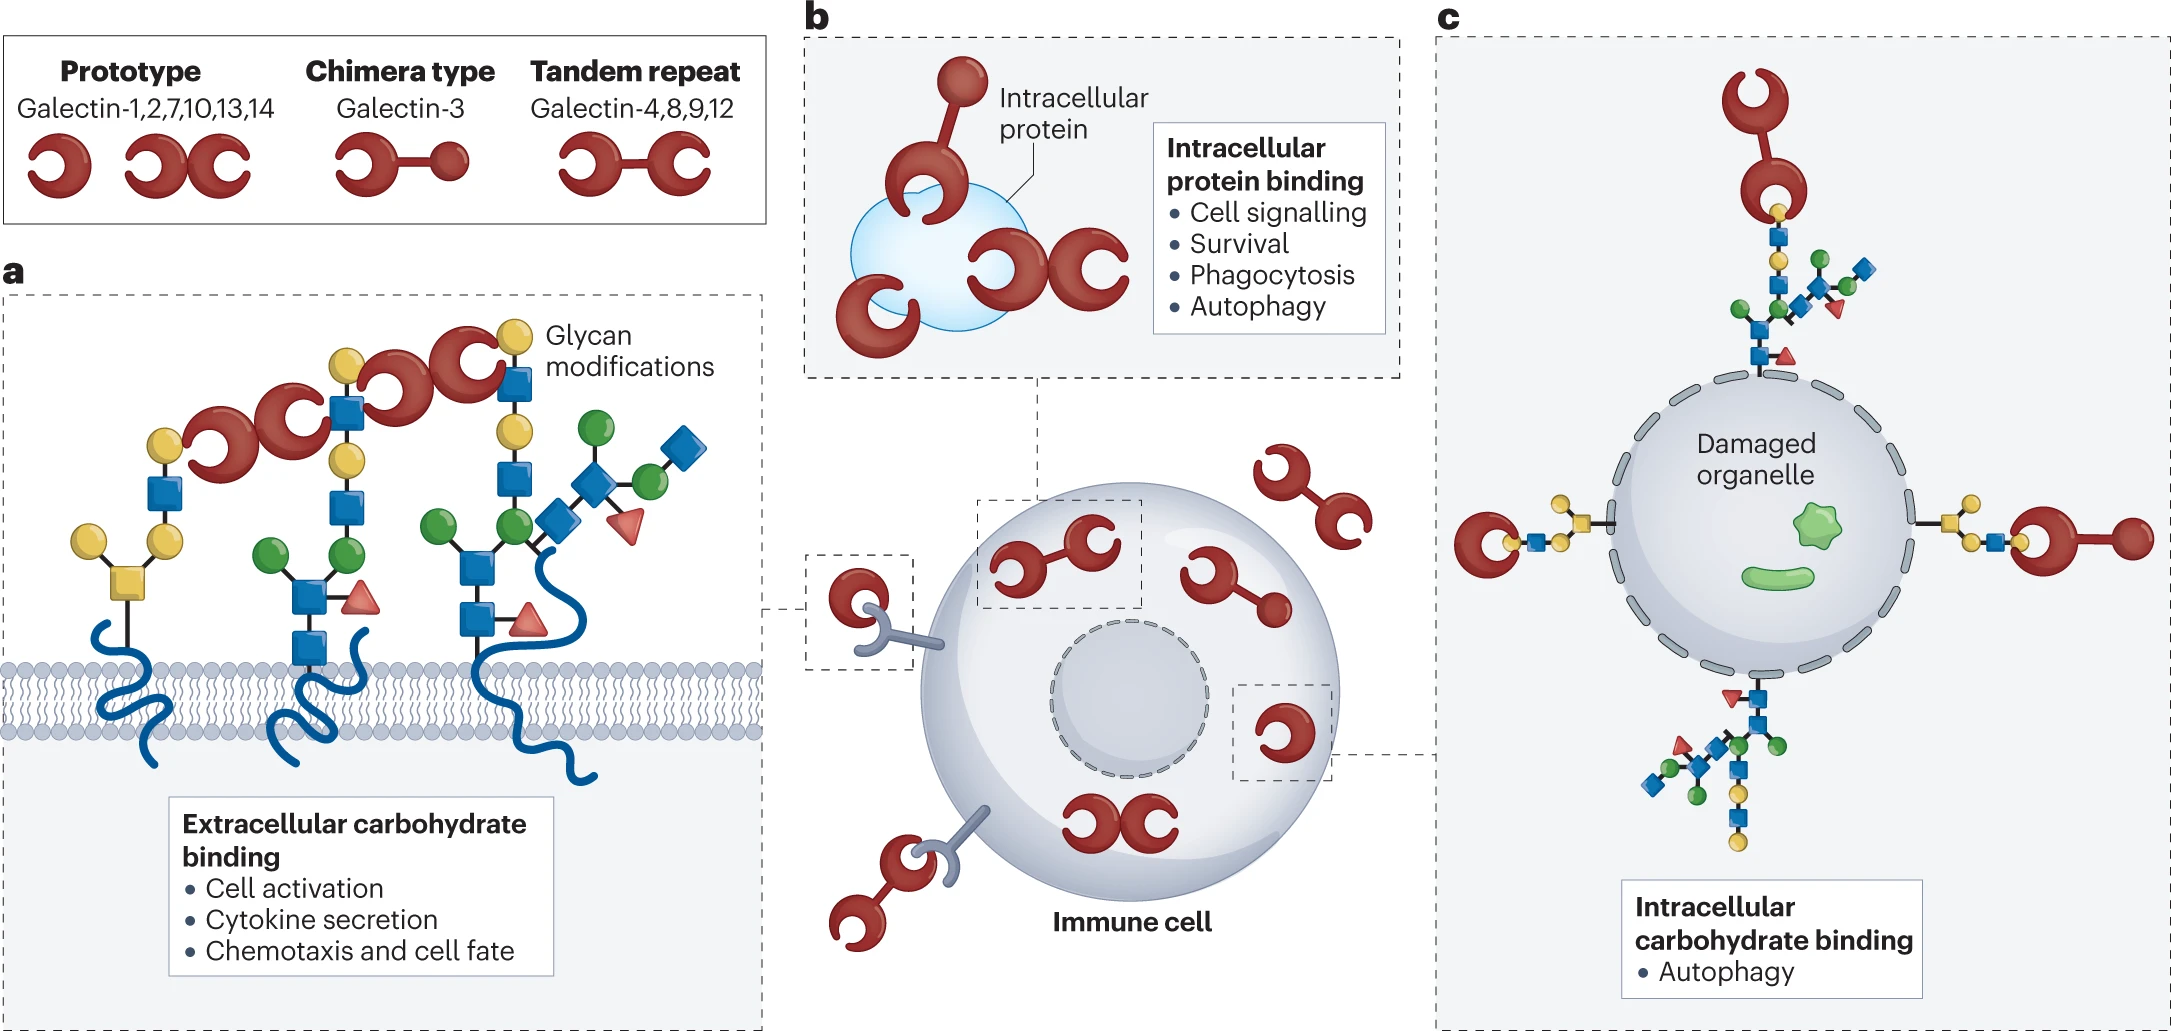 Prototype
Galectin-1,2,7,10,13,14
Chimera type
Galectin-3
Tandem repeat
Galectin-4,8,9,12
a
Glycan
modifications
Extracellular carbohydrate
binding
• Cell activation
• Cytokine secretion
• Chemotaxis and cell fate
b
Intracellular
protein
Intracellular
protein binding
• Cell signalling
• Survival
• Phagocytosis
• Autophagy
Immune cell
c
Damaged
organelle
Intracellular
carbohydrate binding
• Autophagy